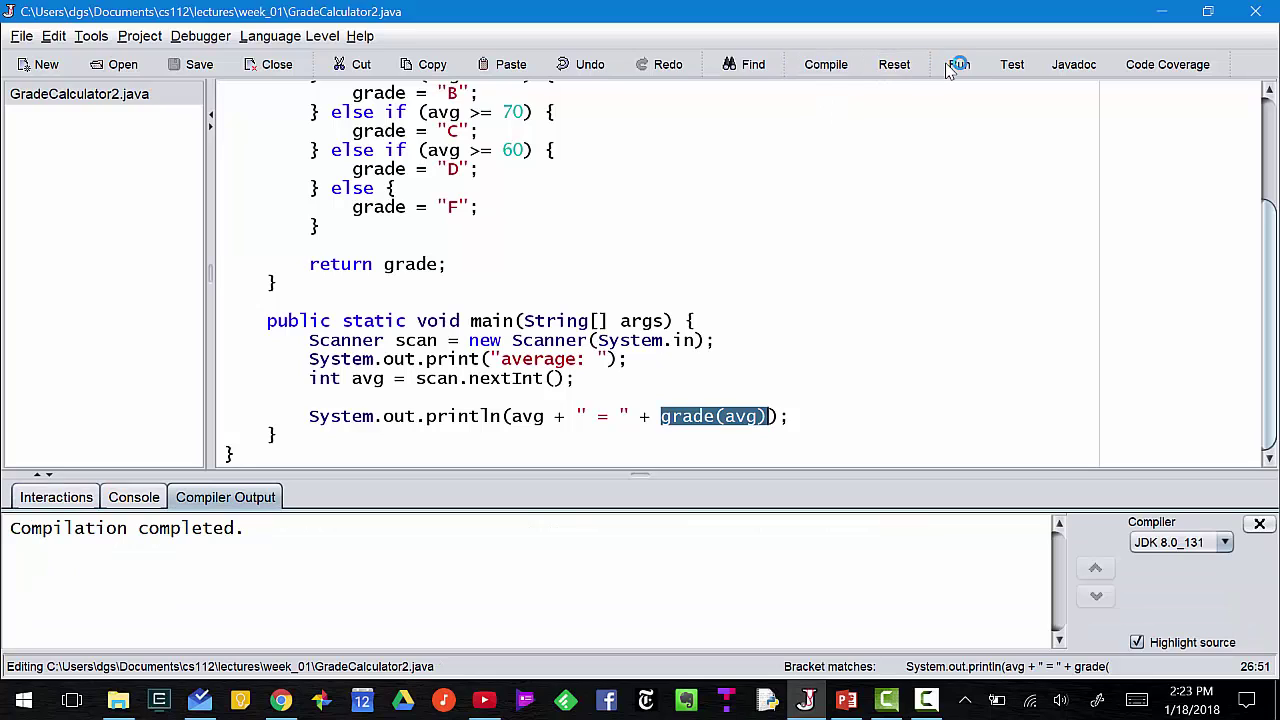 C:\Users\dgs\Documents\cs112\lectures\week_01\GradeCalculator2.java
File Edit Tools Project Debugger Language Level Help
New Open Save Close Cut Copy Paste Undo Redo Find Compile Reset Run Test Javadoc Code Coverage
GradeCalculator2.java
grade = "B";
} else if (avg >= 70) {
grade = "C";
} else if (avg >= 60) {
grade = "D";
} else {
grade = "F";
}
return grade;
}
public static void main(String[] args) {
Scanner scan = new Scanner(System.in);
System.out.print("average: ");
int avg = scan.nextInt();
System.out.println(avg + " = " + grade(avg));
}
}
Interactions Console Compiler Output
Compilation completed.
Compiler
JDK 8.0_131
Highlight source
Editing C:\Users\dgs\Documents\cs112\lectures\week_01\GradeCalculator2.java Bracket matches: System.out.println(avg + " = " + grade( 26:51
12
2:23 PM
1/18/2018